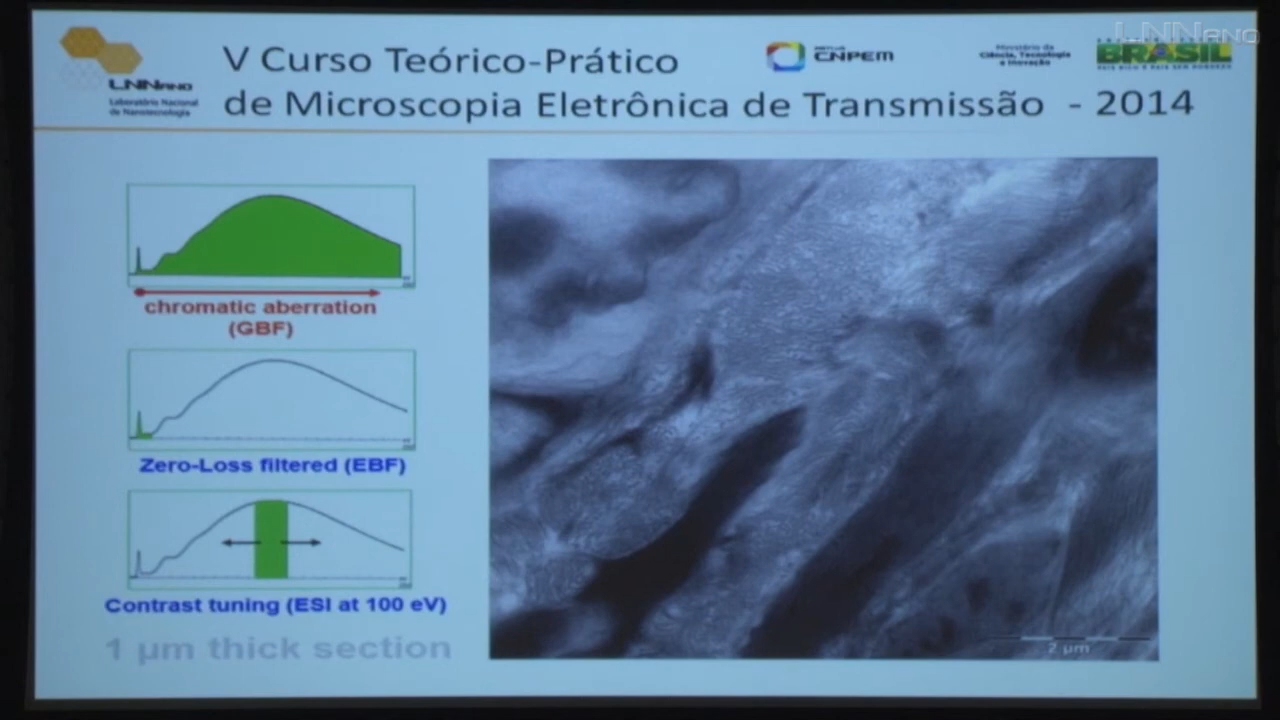 LNNano
V Curso Teórico-Prático
de Microscopia Eletrônica de Transmissão - 2014
LNNano
Laboratório Nacional
de Nanotecnologia
CNPEM
Ministério da
Ciência, Tecnologia
e Inovação
BRASIL
PAÍS RICO É PAÍS SEM POBREZA
chromatic aberration
(GBF)
Zero-Loss filtered (EBF)
Contrast tuning (ESI at 100 eV)
1 µm thick section
2 µm